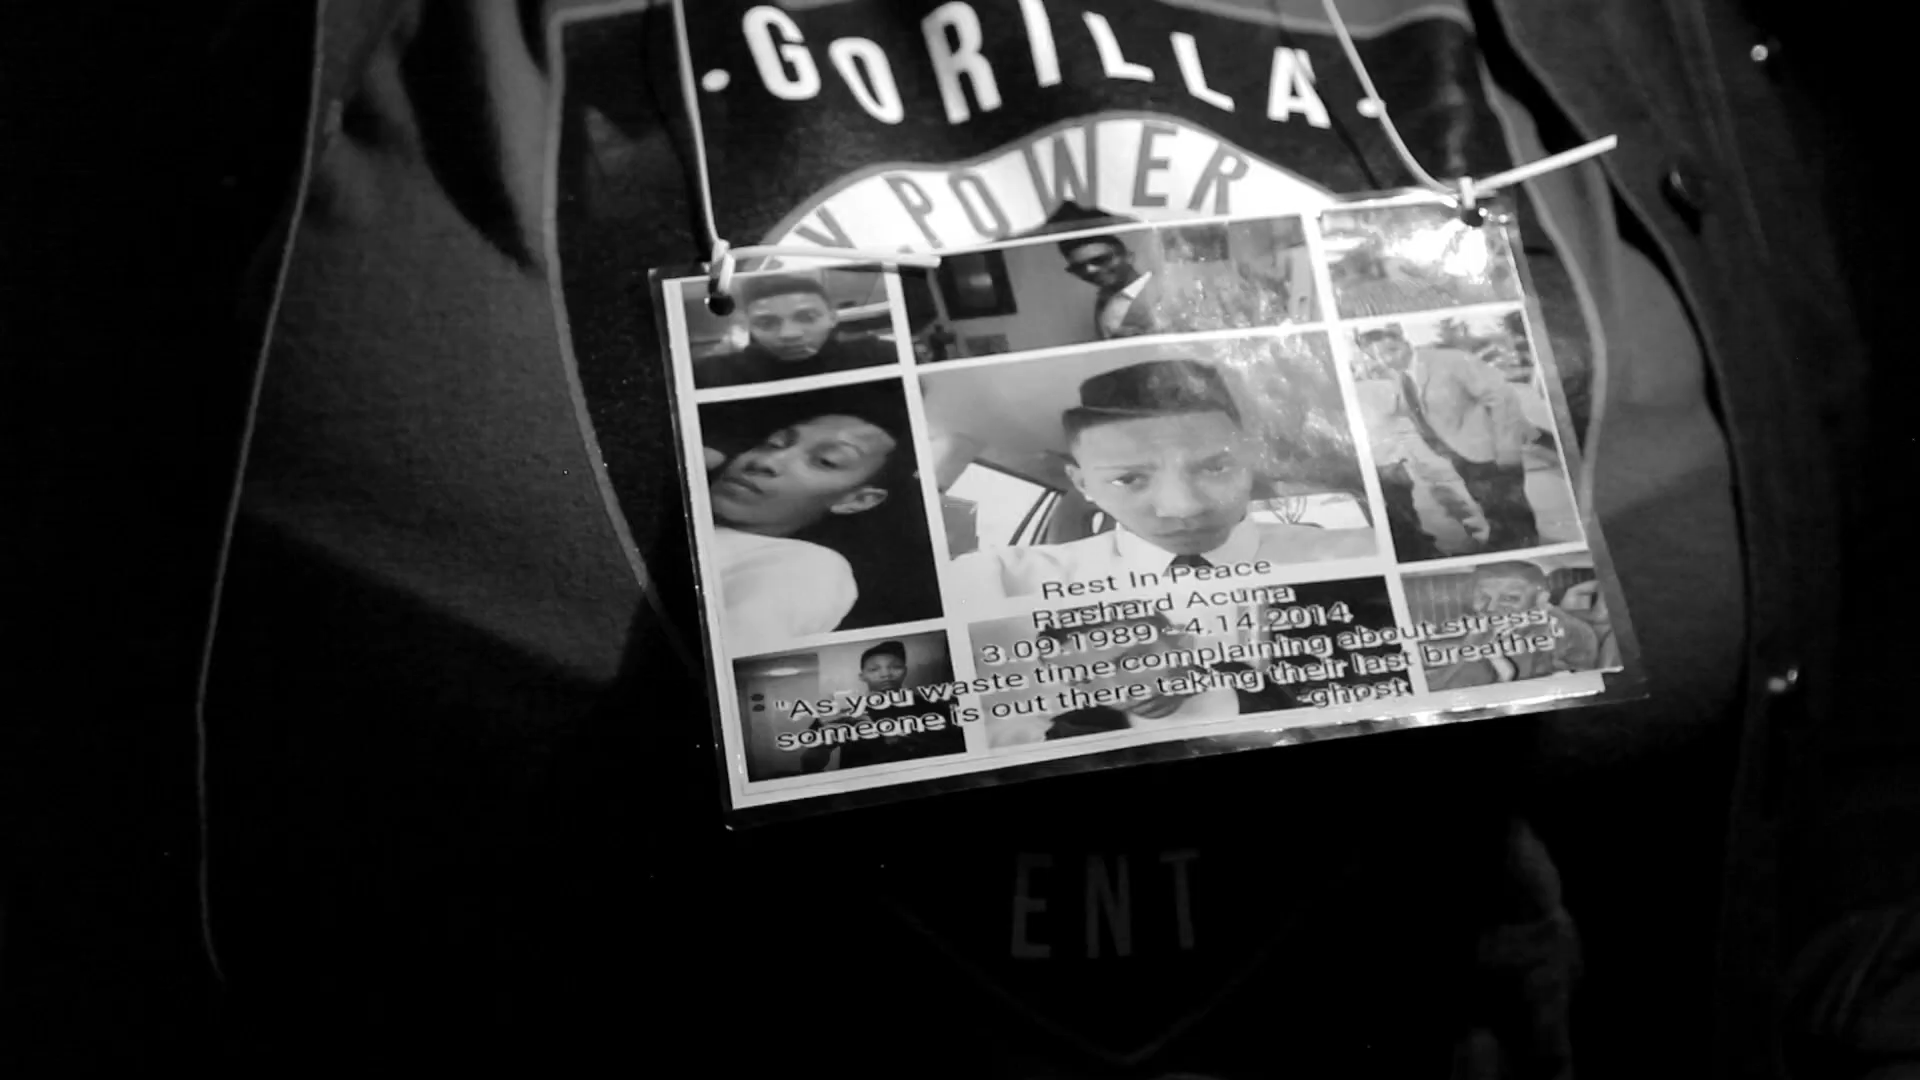 · GORILLA ·
Y POWER
Rest In Peace
Rashard Acuna
3.09.1989 - 4.14.2014
"As you waste time complaining about stress,
someone is out there taking their last breathe"
-ghost
ENT